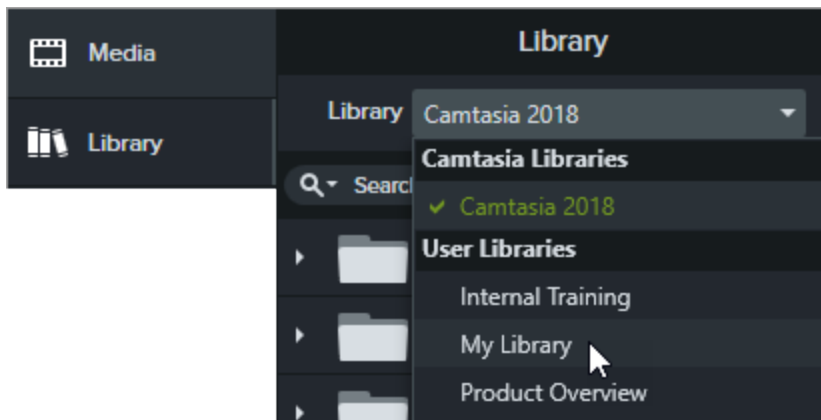 Media
Library
Library
Library Camtasia 2018
Camtasia Libraries
Search
Camtasia 2018
User Libraries
Internal Training
My Library
Product Overview